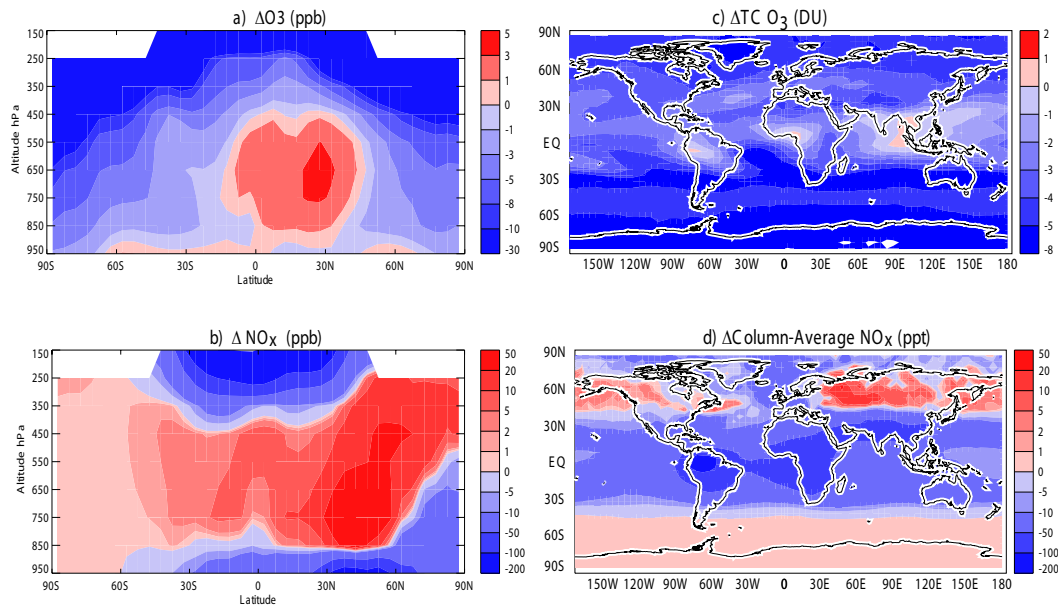 a) ΔO3 (ppb)
Altitude hPa
150
250
350
450
550
650
750
850
950
90S 60S 30S 0 30N 60N 90N
Latitude
5
3
1
0
-1
-3
-5
-8
-10
-30
c) ΔTC O3 (DU)
90N
60N
30N
EQ
30S
60S
90S
150W 120W 90W 60W 30W 0 30E 60E 90E 120E 150E 180
2
1
0
-1
-2
-3
-4
-5
-6
-8
b) Δ NOx (ppb)
Altitude hPa
150
250
350
450
550
650
750
850
950
90S 60S 30S 0 30N 60N 90N
Latitude
50
20
10
5
2
1
0
-5
-10
-50
-100
-200
d) ΔColumn-Average NOx (ppt)
90N
60N
30N
EQ
30S
60S
90S
150W 120W 90W 60W 30W 0 30E 60E 90E 120E 150E 180
50
20
10
5
2
1
0
-5
-10
-50
-100
-200